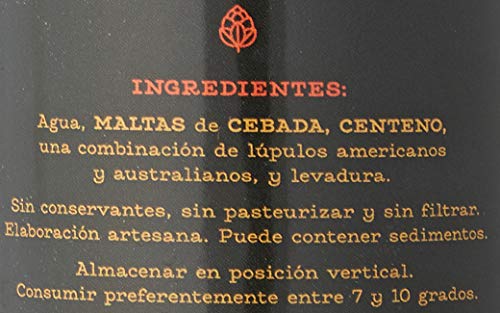 INGREDIENTES:
Agua, MALTAS de CEBADA, CENTENO,
una combinación de lúpulos americanos
y australianos, y levadura.
Sin conservantes, sin pasteurizar y sin filtrar.
Elaboración artesana. Puede contener sedimentos.
Almacenar en posición vertical.
Consumir preferentemente entre 7 y 10 grados.